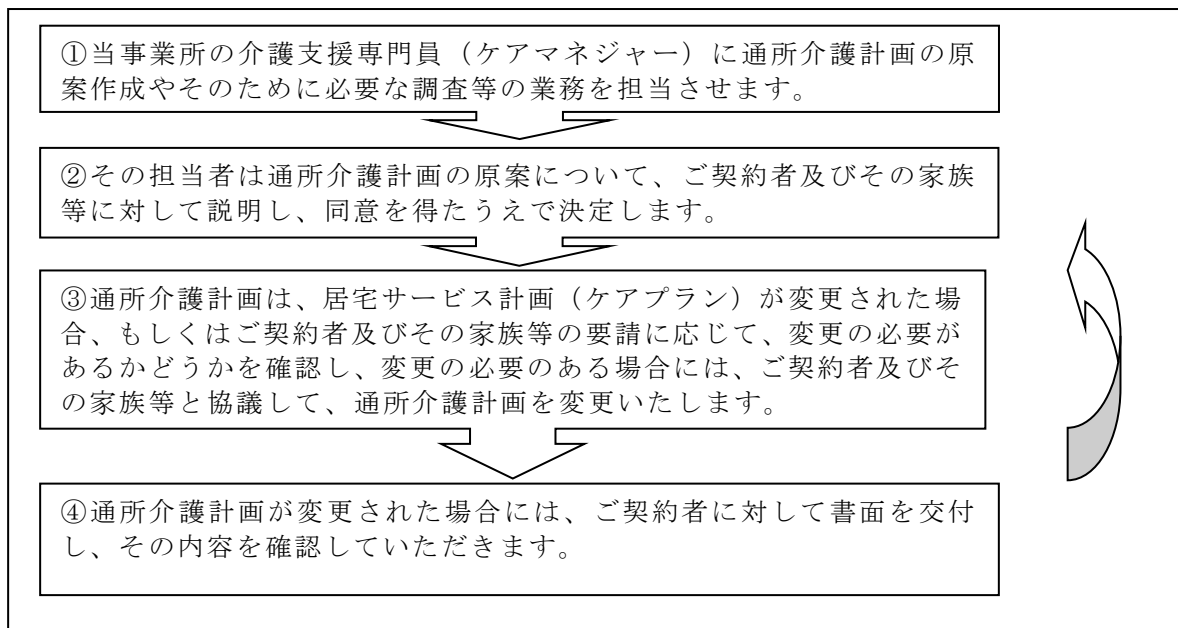 ①当事業所の介護支援専門員（ケアマネジャー）に通所介護計画の原
案作成やそのために必要な調査等の業務を担当させます。
②その担当者は通所介護計画の原案について、ご契約者及びその家族
等に対して説明し、同意を得たうえで決定します。
③通所介護計画は、居宅サービス計画（ケアプラン）が変更された場
合、もしくはご契約者及びその家族等の要請に応じて、変更の必要が
あるかどうかを確認し、変更の必要のある場合には、ご契約者及びそ
の家族等と協議して、通所介護計画を変更いたします。
④通所介護計画が変更された場合には、ご契約者に対して書面を交付
し、その内容を確認していただきます。